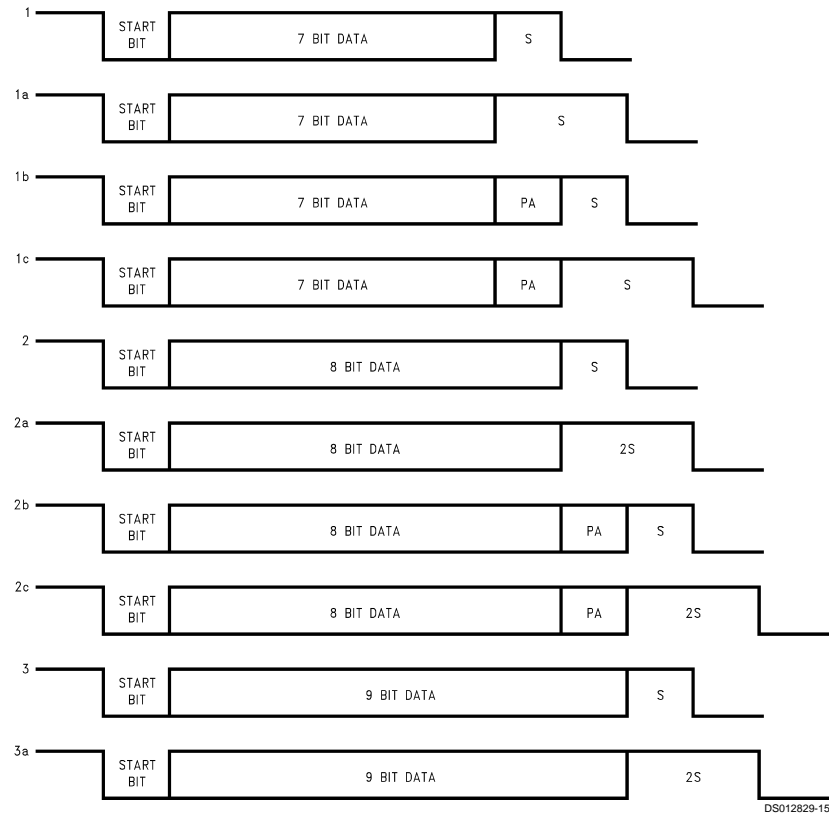 1 START BIT 7 BIT DATA S
1a START BIT 7 BIT DATA S
1b START BIT 7 BIT DATA PA S
1c START BIT 7 BIT DATA PA S
2 START BIT 8 BIT DATA S
2a START BIT 8 BIT DATA 2S
2b START BIT 8 BIT DATA PA S
2c START BIT 8 BIT DATA PA 2S
3 START BIT 9 BIT DATA S
3a START BIT 9 BIT DATA 2S
DS012829-15